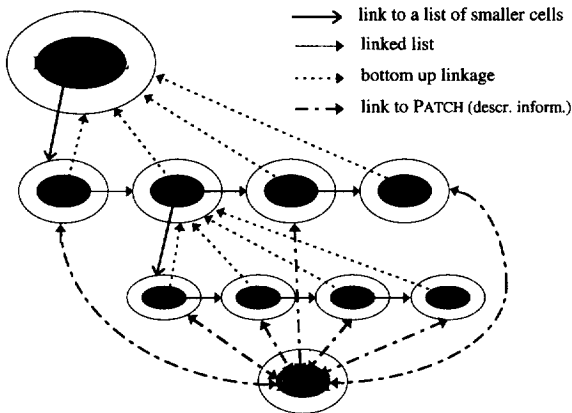 link to a list of smaller cells
linked list
bottom up linkage
link to PATCH (descr. inform.)